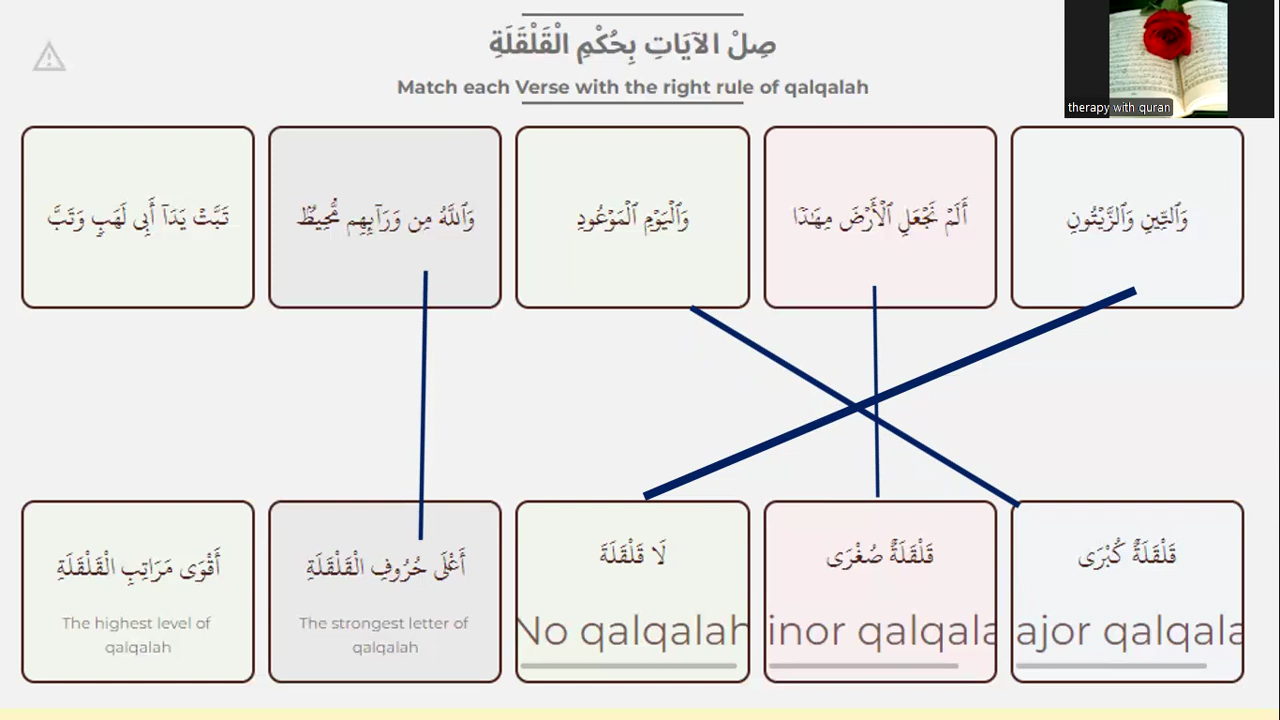 صِلْ الآيَاتِ بِحُكْمِ الْقَلْقَلَةِ
Match each Verse with the right rule of qalqalah
therapy with quran
تَبَّتْ يَدَآ أَبِى لَهَبٍ وَتَبَّ
وَٱللَّهُ مِن وَرَآئِهِم مُّحِيطٌۢ
وَٱلْيَوْمِ ٱلْمَوْعُودِ
أَلَمْ نَجْعَلِ ٱلْأَرْضَ مِهَـٰدًا
وَٱلتِّينِ وَٱلزَّيْتُونِ
أَقْوَى مَرَاتِبِ الْقَلْقَلَةِ
The highest level of
qalqalah
أَعْلَى حُرُوفِ الْقَلْقَلَةِ
The strongest letter of
qalqalah
لَا قَلْقَلَةَ
No qalqalah
قَلْقَلَةٌ صُغْرَى
inor qalqala
قَلْقَلَةٌ كُبْرَى
ajor qalqala